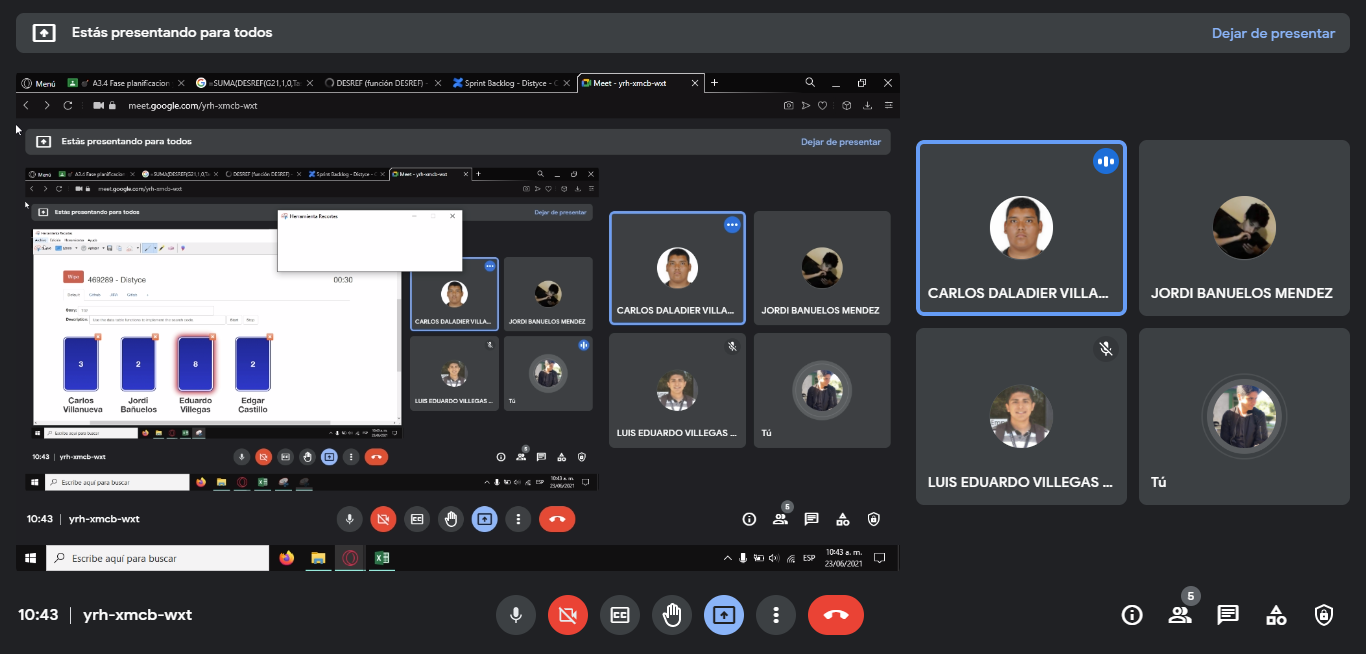 Estás presentando para todos
Dejar de presentar
Menú
A3.4 Fase planificacion
=SUMA(DESREF(G21,1,0,Ta
DESREF (función DESREF) -
Sprint Backlog - Distyce - C
Meet - yrh-xmcb-wxt
meet.google.com/yrh-xmcb-wxt
Estás presentando para todos
Dejar de presentar
Menú
A3.4 Fase planificacion
=SUMA(DESREF(G21,1,0,Ta
DESREF (función DESREF) -
Sprint Backlog - Distyce - C
Meet - yrh-xmcb-wxt
meet.google.com/yrh-xmcb-wxt
Estás presentando para todos
Dejar de presentar
Herramienta Recortes
469289 - Distyce
00:30
Story:
Description:
3
2
8
2
Carlos
Villanueva
Jordi
Bañuelos
Eduardo
Villegas
Edgar
Castillo
Escribe aquí para buscar
CARLOS DALADIER VILLA...
JORDI BANUELOS MENDEZ
LUIS EDUARDO VILLEGAS ...
Tú
10:43 | yrh-xmcb-wxt
6
Escribe aquí para buscar
ESP
10:43 a. m.
23/06/2021
CARLOS DALADIER VILLA...
JORDI BANUELOS MENDEZ
LUIS EDUARDO VILLEGAS ...
Tú
10:43 | yrh-xmcb-wxt
5
Escribe aquí para buscar
ESP
10:43 a. m.
23/06/2021
CARLOS DALADIER VILLA...
JORDI BANUELOS MENDEZ
LUIS EDUARDO VILLEGAS ...
Tú
10:43 | yrh-xmcb-wxt
5